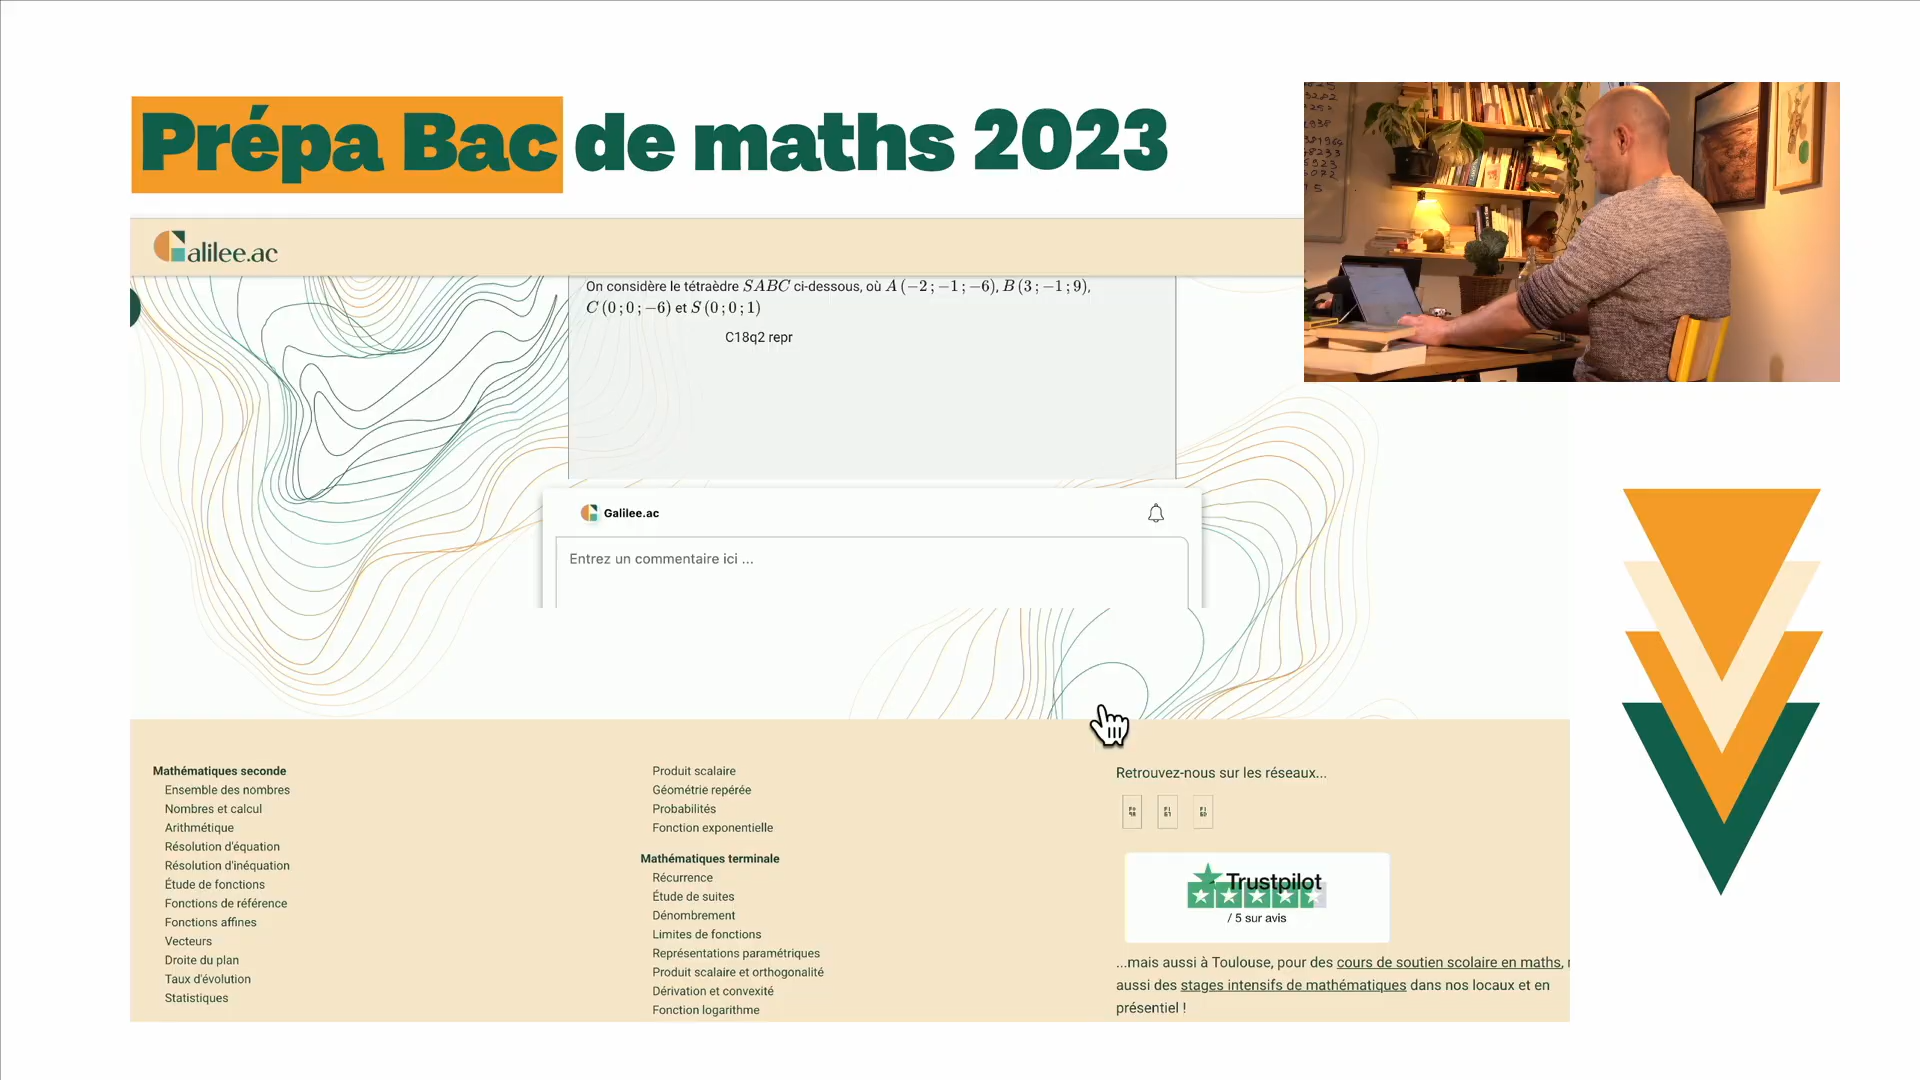 Prépa Bac de maths 2023
Galilee.ac
On considère le tétraèdre SABC ci-dessous, où A (−2 ; −1 ; −6), B (3 ; −1 ; 9),
C (0 ; 0 ; −6) et S (0 ; 0 ; 1)
C18q2 repr
Galilee.ac
Entrez un commentaire ici ...
Mathématiques seconde
Ensemble des nombres
Nombres et calcul
Arithmétique
Résolution d'équation
Résolution d'inéquation
Étude de fonctions
Fonctions de référence
Fonctions affines
Vecteurs
Droite du plan
Taux d'évolution
Statistiques
Produit scalaire
Géométrie repérée
Probabilités
Fonction exponentielle
Mathématiques terminale
Récurrence
Étude de suites
Dénombrement
Limites de fonctions
Représentations paramétriques
Produit scalaire et orthogonalité
Dérivation et convexité
Fonction logarithme
Retrouvez-nous sur les réseaux...
Trustpilot
/ 5 sur avis
...mais aussi à Toulouse, pour des cours de soutien scolaire en maths,
aussi des stages intensifs de mathématiques dans nos locaux et en
présentiel !